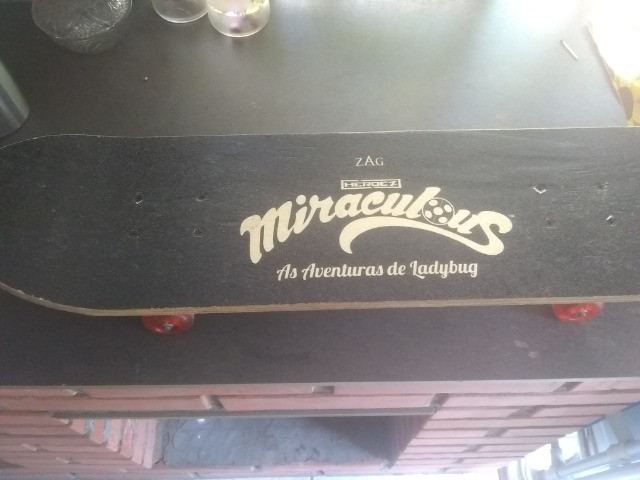 ZAG
HEROEZ
Miraculous
As Aventuras de Ladybug